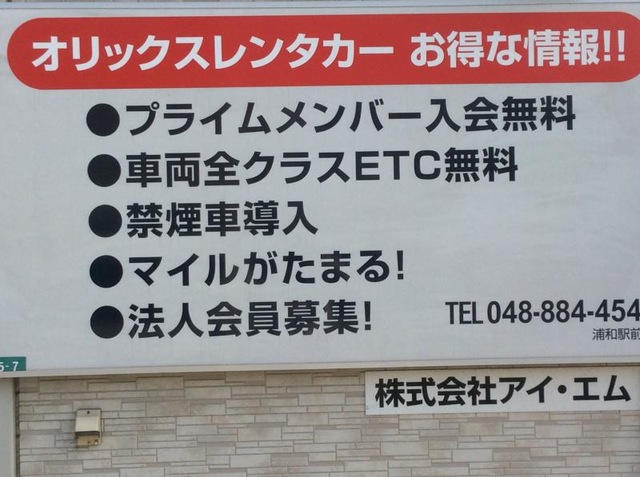 オリックスレンタカー お得な情報!!
●プライムメンバー入会無料
●車両全クラスETC無料
●禁煙車導入
●マイルがたまる!
●法人会員募集!
TEL 048-884-454
浦和駅前
5-7
株式会社アイ・エム